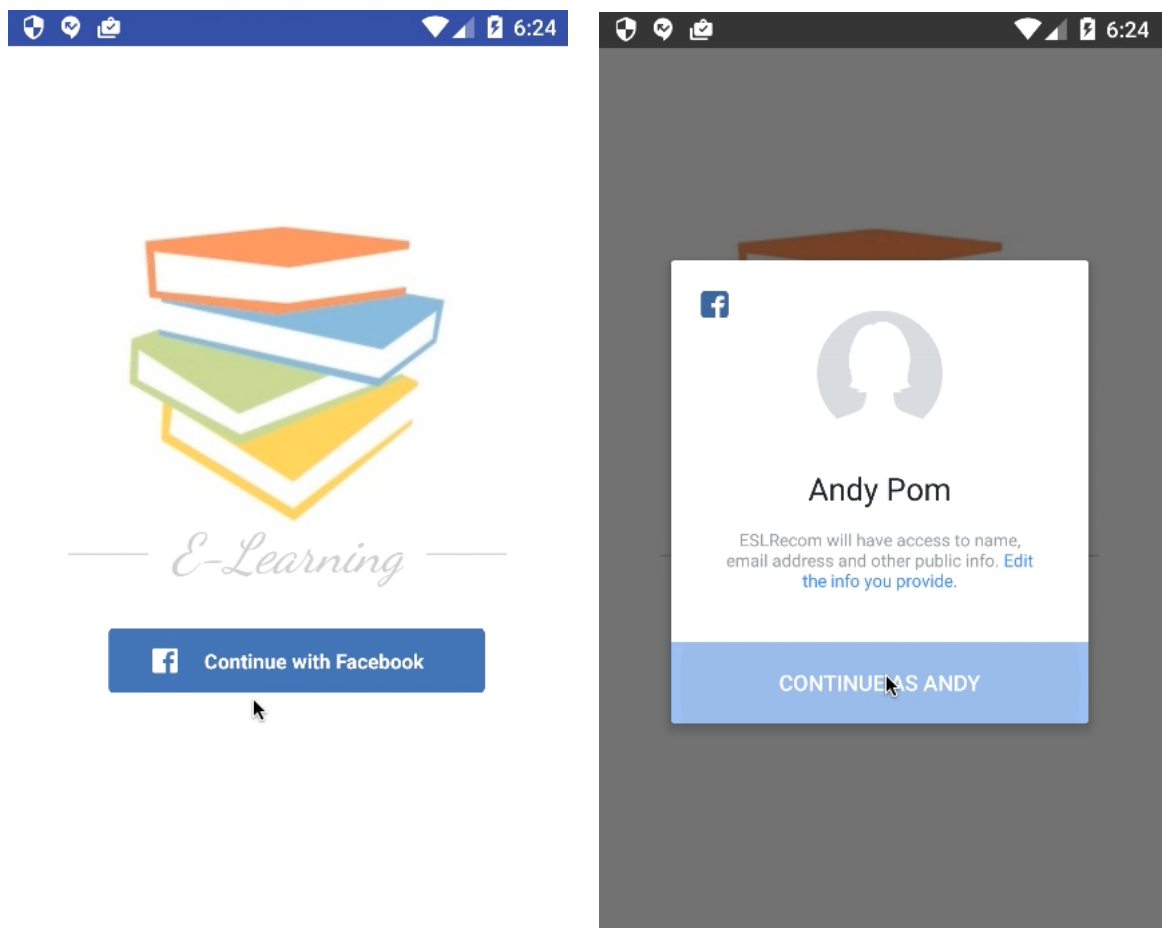 6:24
E-Learning
Continue with Facebook
6:24
Andy Pom
ESLRecom will have access to name,
email address and other public info. Edit
the info you provide.
CONTINUE AS ANDY